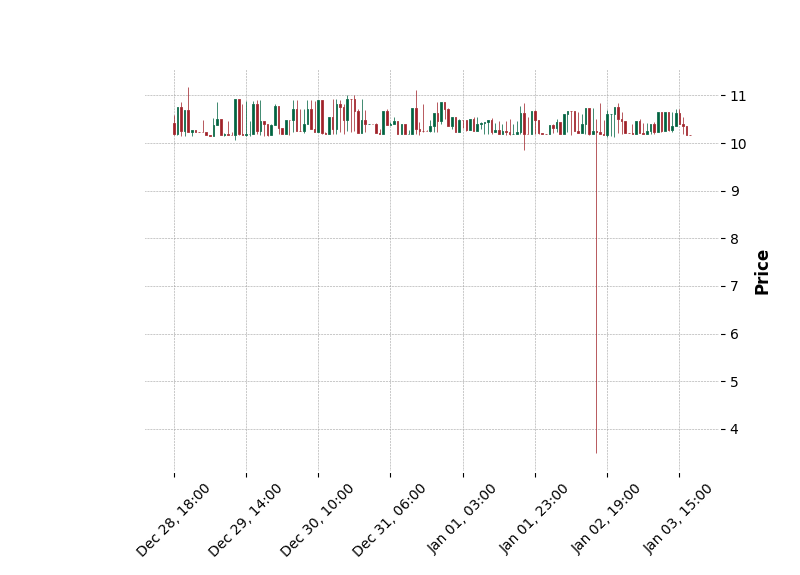 11
10
9
8
7
6
5
4
Price
Dec 28, 18:00
Dec 29, 14:00
Dec 30, 10:00
Dec 31, 06:00
Jan 01, 03:00
Jan 01, 23:00
Jan 02, 19:00
Jan 03, 15:00